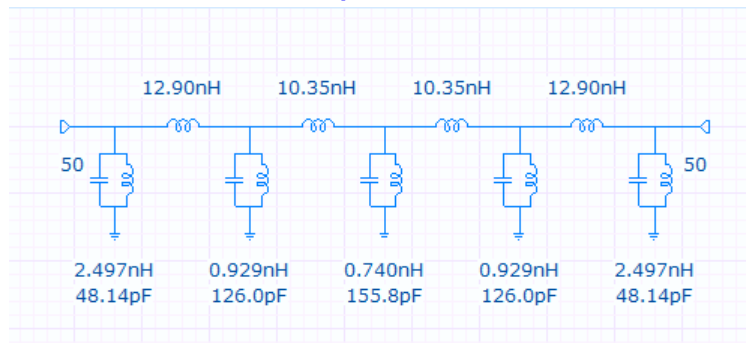 12.90nH 10.35nH 10.35nH 12.90nH
50 50
2.497nH 0.929nH 0.740nH 0.929nH 2.497nH
48.14pF 126.0pF 155.8pF 126.0pF 48.14pF